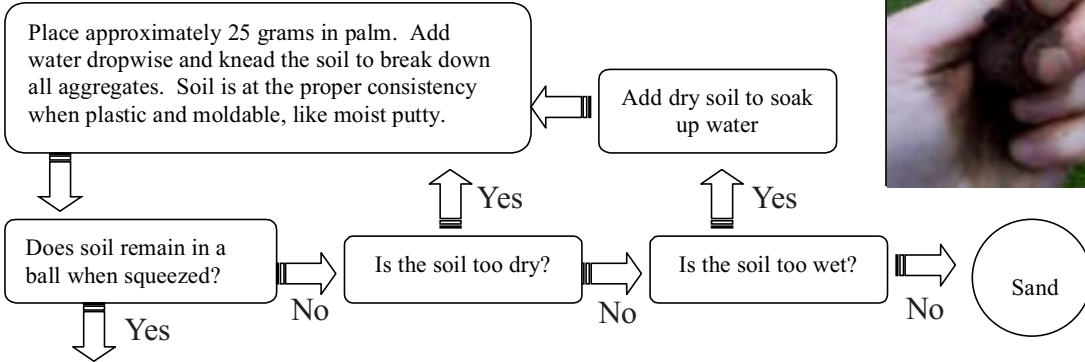 Place approximately 25 grams in palm.  Add
water dropwise and knead the soil to break down
all aggregates.  Soil is at the proper consistency
when plastic and moldable, like moist putty.
Add dry soil to soak
up water
Yes
Yes
Does soil remain in a
ball when squeezed?
Is the soil too dry?
Is the soil too wet?
Sand
No
No
No
Yes